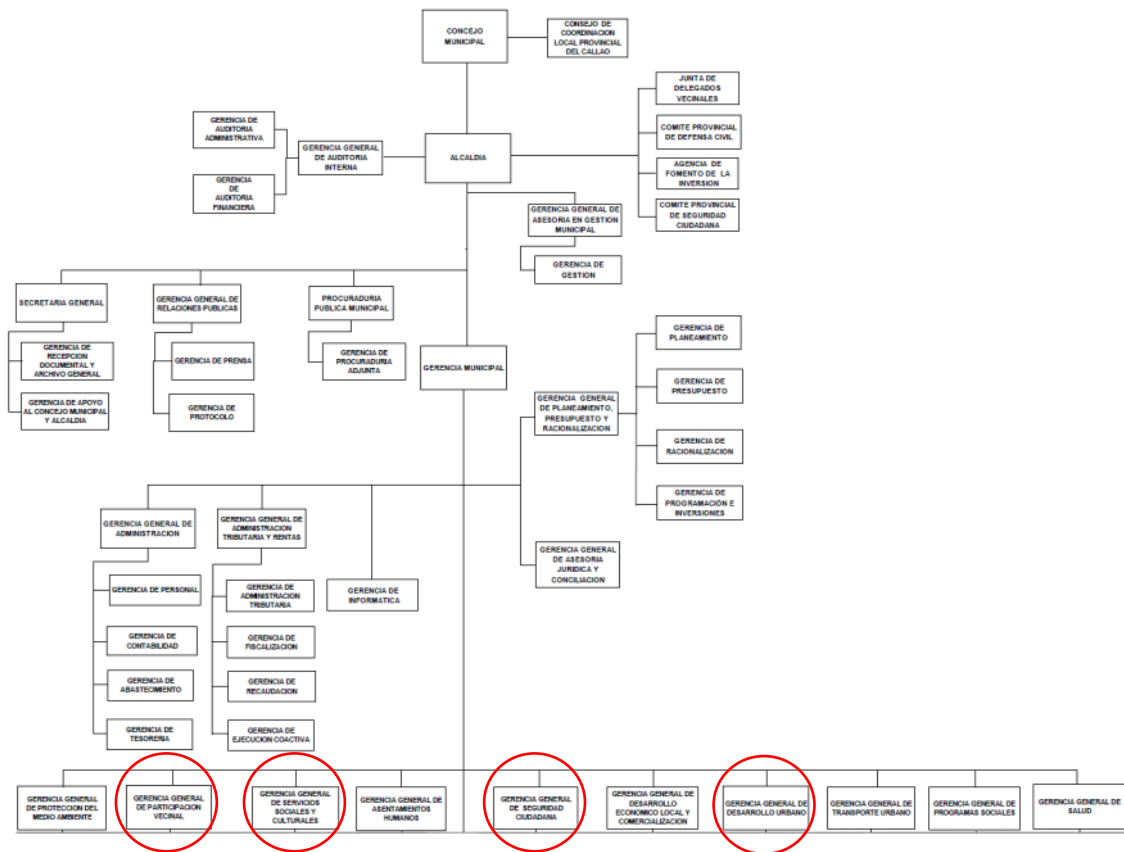 CONCEJO
MUNICIPAL
CONSEJO DE
COORDINACION
LOCAL PROVINCIAL
DEL CALLAO
JUNTA DE
DELEGADOS
VECINALES
GERENCIA DE
AUDITORIA
ADMINISTRATIVA
COMITE PROVINCIAL
DE DEFENSA CIVIL
GERENCIA GENERAL
DE AUDITORIA
INTERNA
ALCALDIA
AGENCIA DE
FOMENTO DE LA
INVERSION
GERENCIA
DE
AUDITORIA
FINANCIERA
COMITE PROVINCIAL
DE SEGURIDAD
CIUDADANA
GERENCIA GENERAL DE
ASESORIA EN GESTION
MUNICIPAL
GERENCIA DE
GESTION
SECRETARIA GENERAL
GERENCIA GENERAL DE
RELACIONES PUBLICAS
PROCURADURIA
PUBLICA MUNICIPAL
GERENCIA DE
PLANEAMIENTO
GERENCIA DE
RECEPCION
DOCUMENTAL Y
ARCHIVO GENERAL
GERENCIA DE PRENSA
GERENCIA DE
PROCURADURIA
ADJUNTA
GERENCIA MUNICIPAL
GERENCIA DE
PRESUPUESTO
GERENCIA DE APOYO
AL CONCEJO MUNICIPAL
Y ALCALDIA
GERENCIA DE
PROTOCOLO
GERENCIA GENERAL
DE PLANEAMIENTO,
PRESUPUESTO Y
RACIONALIZACION
GERENCIA DE
RACIONALIZACION
GERENCIA DE
PROGRAMACIÓN E
INVERSIONES
GERENCIA GENERAL DE
ADMINISTRACION
GERENCIA GENERAL DE
ADMINISTRACION
TRIBUTARIA Y RENTAS
GERENCIA GENERAL
DE ASESORIA
JURIDICA Y
CONCILIACION
GERENCIA DE PERSONAL
GERENCIA DE
ADMINISTRACION
TRIBUTARIA
GERENCIA DE
INFORMATICA
GERENCIA DE
CONTABILIDAD
GERENCIA DE
FISCALIZACION
GERENCIA DE
ABASTECIMIENTO
GERENCIA DE
RECAUDACION
GERENCIA DE
TESORERIA
GERENCIA DE
EJECUCION COACTIVA
GERENCIA GENERAL
DE PROTECCION DEL
MEDIO AMBIENTE
GERENCIA GENERAL
DE PARTICIPACION
VECINAL
GERENCIA GENERAL
DE SERVICIOS
SOCIALES Y
CULTURALES
GERENCIA GENERAL DE
ASENTAMIENTOS
HUMANOS
GERENCIA GENERAL
DE SEGURIDAD
CIUDADANA
GERENCIA GENERAL
DE DESARROLLO
ECONOMICO LOCAL Y
COMERCIALIZACION
GERENCIA GENERAL DE
DESARROLLO URBANO
GERENCIA GENERAL DE
TRANSPORTE URBANO
GERENCIA GENERAL DE
PROGRAMAS SOCIALES
GERENCIA GENERAL DE
SALUD